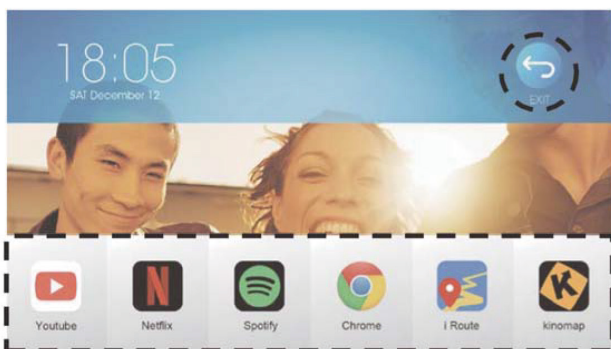 18:05
SAT December 12
EXIT
Youtube
Netflix
Spotify
Chrome
i Route
kinomap